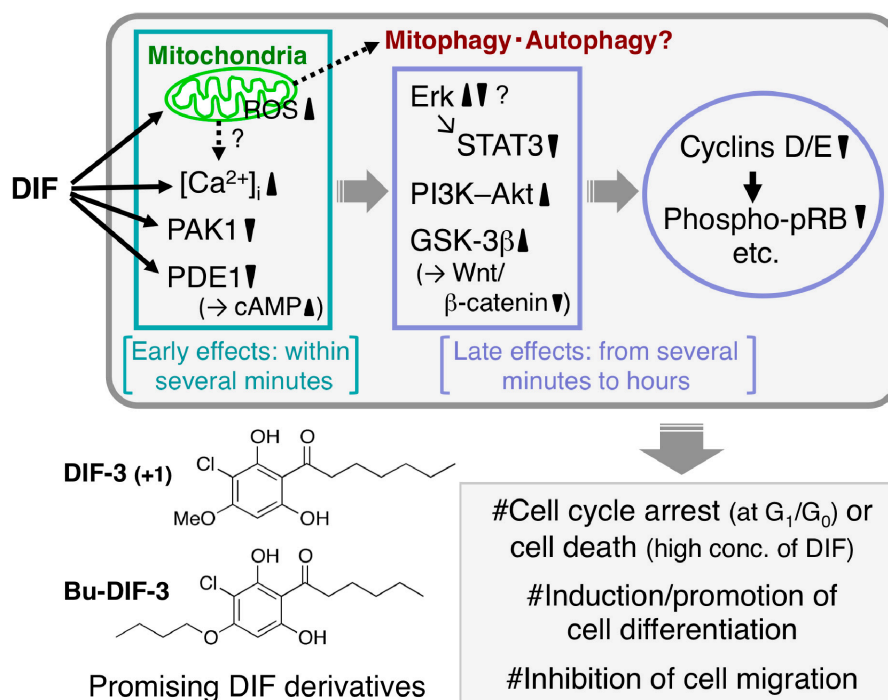 Mitophagy·Autophagy?
Mitochondria
ROS
?
DIF
[Ca²⁺]i
PAK1
PDE1
(→ cAMP )
Erk ?
STAT3
PI3K–Akt
GSK-3β
(→ Wnt/
β-catenin )
Cyclins D/E
Phospho-pRB
etc.
[Early effects: within
several minutes]
[Late effects: from several
minutes to hours]
DIF-3 (+1)
OH
O
Cl
MeO
OH
Bu-DIF-3
OH
O
Cl
O
OH
Promising DIF derivatives
#Cell cycle arrest (at G₁/G₀) or
cell death (high conc. of DIF)
#Induction/promotion of
cell differentiation
#Inhibition of cell migration